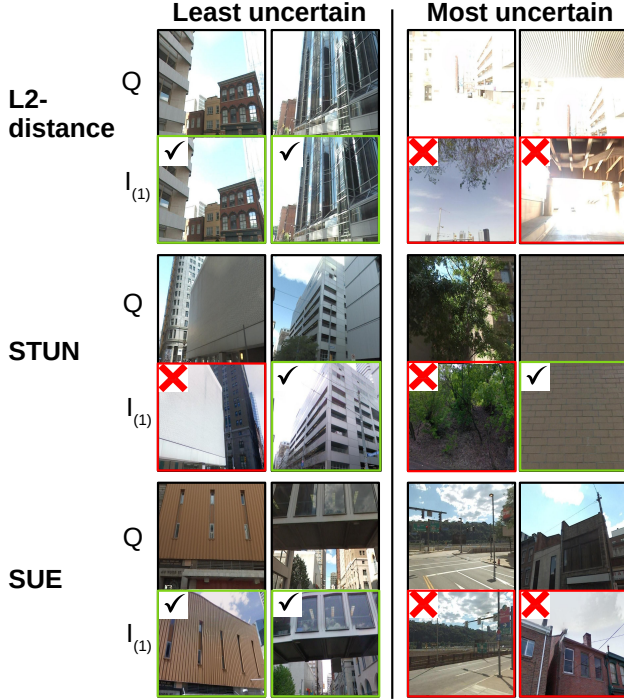 Least uncertain
Most uncertain
L2-
distance
Q
I(1)
STUN
Q
I(1)
SUE
Q
I(1)